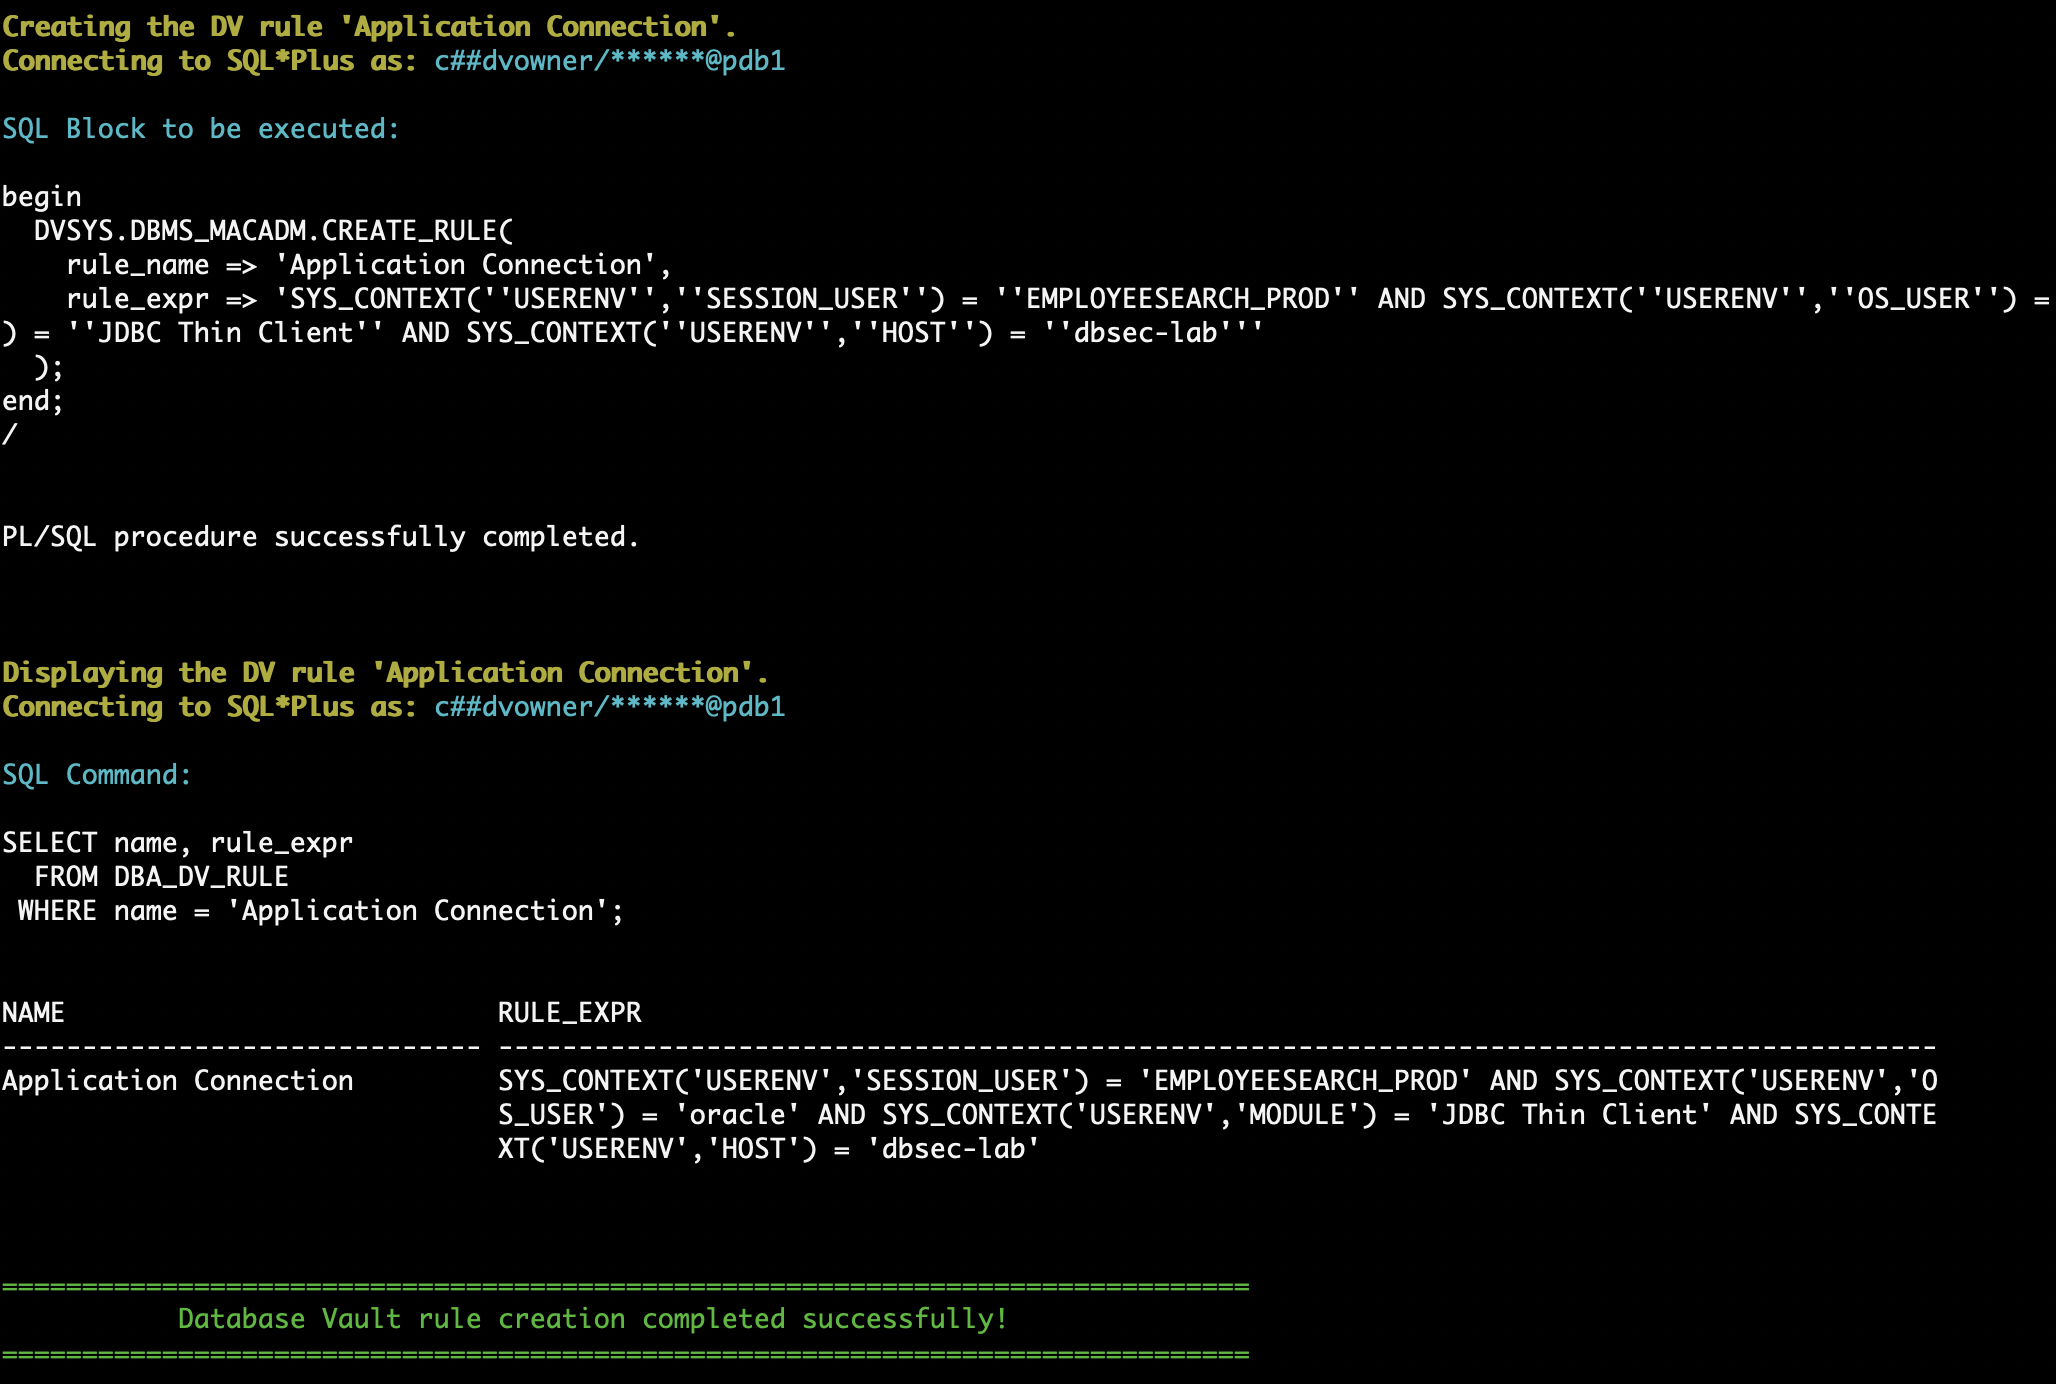 Creating the DV rule 'Application Connection'.
Connecting to SQL*Plus as: c##dvowner/******@pdb1
SQL Block to be executed:
begin
  DVSYS.DBMS_MACADM.CREATE_RULE(
    rule_name => 'Application Connection',
    rule_expr => 'SYS_CONTEXT(''USERENV'',''SESSION_USER'') = ''EMPLOYEESEARCH_PROD'' AND SYS_CONTEXT(''USERENV'',''OS_USER'') =
) = ''JDBC Thin Client'' AND SYS_CONTEXT(''USERENV'',''HOST'') = ''dbsec-lab'''
  );
end;
/
PL/SQL procedure successfully completed.
Displaying the DV rule 'Application Connection'.
Connecting to SQL*Plus as: c##dvowner/******@pdb1
SQL Command:
SELECT name, rule_expr
  FROM DBA_DV_RULE
 WHERE name = 'Application Connection';
NAME                           RULE_EXPR
------------------------------ ------------------------------------------------------------------------------------------
Application Connection         SYS_CONTEXT('USERENV','SESSION_USER') = 'EMPLOYEESEARCH_PROD' AND SYS_CONTEXT('USERENV','O
                               S_USER') = 'oracle' AND SYS_CONTEXT('USERENV','MODULE') = 'JDBC Thin Client' AND SYS_CONTE
                               XT('USERENV','HOST') = 'dbsec-lab'
==============================================================================
           Database Vault rule creation completed successfully!
==============================================================================